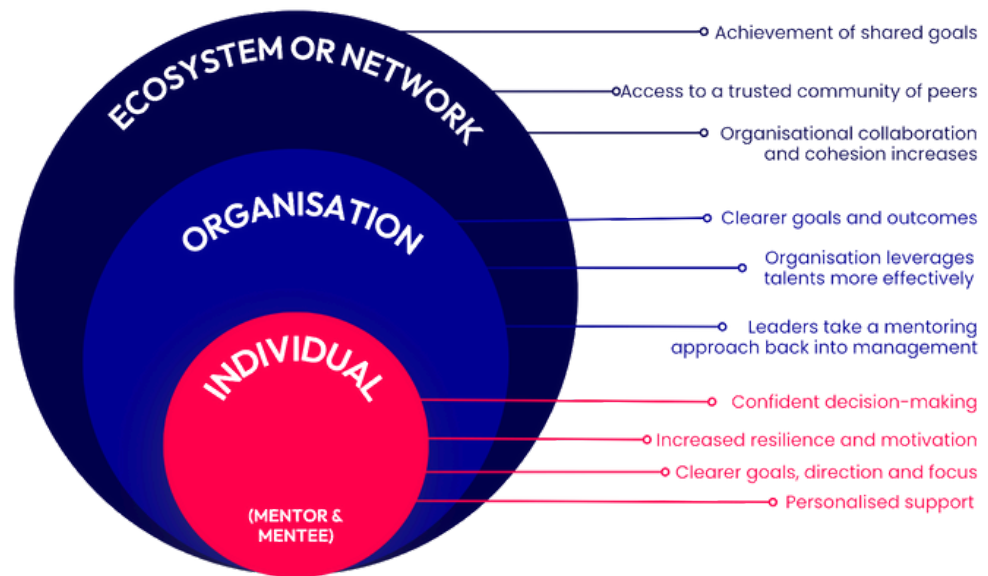 ECOSYSTEM OR NETWORK
Achievement of shared goals
Access to a trusted community of peers
Organisational collaboration
and cohesion increases
ORGANISATION
Clearer goals and outcomes
Organisation leverages
talents more effectively
Leaders take a mentoring
approach back into management
INDIVIDUAL
(MENTOR &
MENTEE)
Confident decision-making
Increased resilience and motivation
Clearer goals, direction and focus
Personalised support